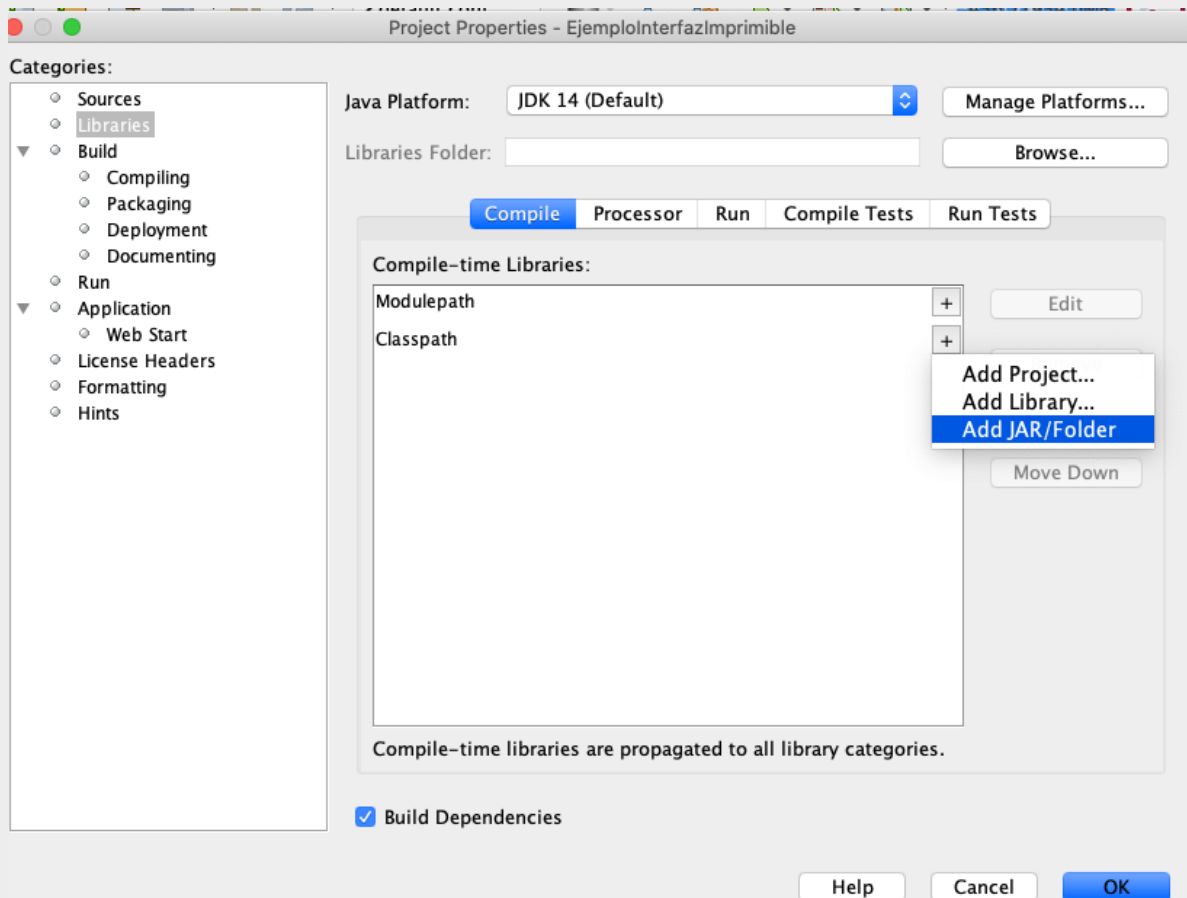 Project Properties - EjemploInterfazImprimible
Categories:
Sources
Libraries
Build
Compiling
Packaging
Deployment
Documenting
Run
Application
Web Start
License Headers
Formatting
Hints
Java Platform:
JDK 14 (Default)
Manage Platforms...
Libraries Folder:
Browse...
Compile
Processor
Run
Compile Tests
Run Tests
Compile-time Libraries:
Modulepath
+
Edit
Classpath
+
Add Project...
Add Library...
Add JAR/Folder
Move Down
Compile-time libraries are propagated to all library categories.
Build Dependencies
Help
Cancel
OK